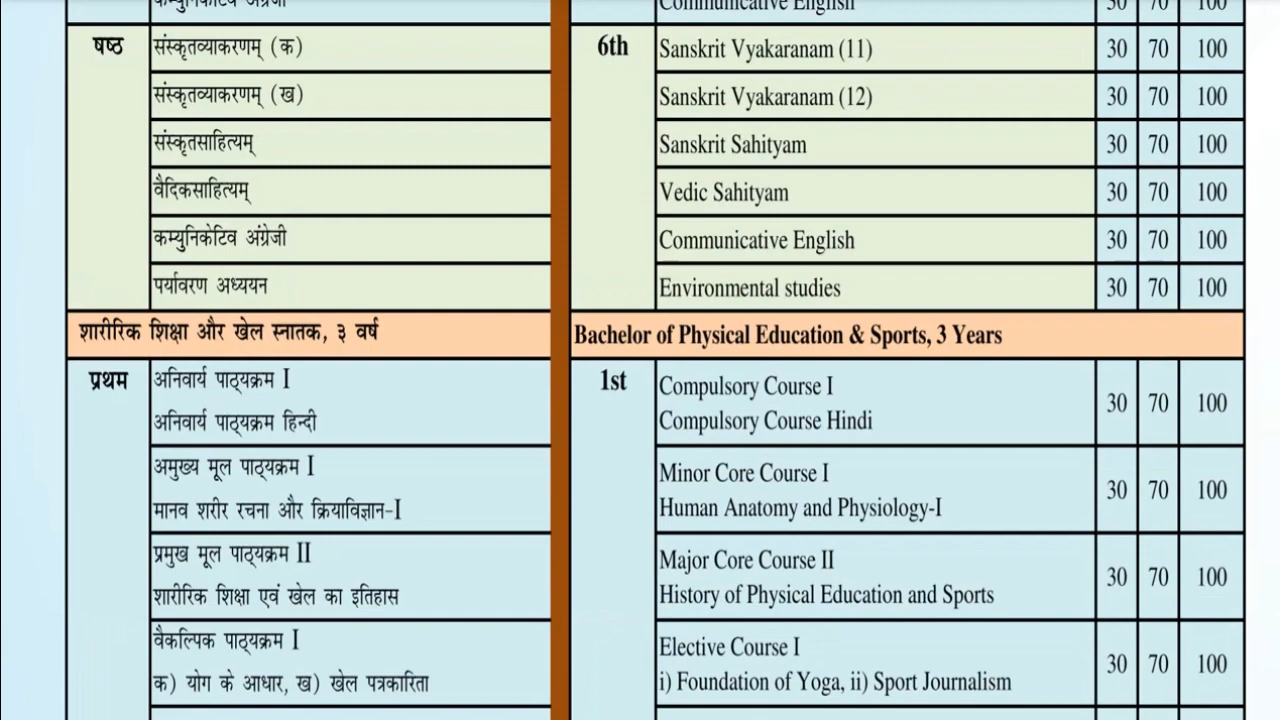 कम्युनिकेटिव अंग्रेजी Communicative English 30 70 100
षष्ठ संस्कृतव्याकरणम् (क) 6th Sanskrit Vyakaranam (11) 30 70 100
संस्कृतव्याकरणम् (ख) Sanskrit Vyakaranam (12) 30 70 100
संस्कृतसाहित्यम् Sanskrit Sahityam 30 70 100
वैदिकसाहित्यम् Vedic Sahityam 30 70 100
कम्युनिकेटिव अंग्रेजी Communicative English 30 70 100
पर्यावरण अध्ययन Environmental studies 30 70 100
शारीरिक शिक्षा और खेल स्नातक, ३ वर्ष Bachelor of Physical Education & Sports, 3 Years
प्रथम अनिवार्य पाठ्यक्रम I 1st Compulsory Course I 30 70 100
अनिवार्य पाठ्यक्रम हिन्दी Compulsory Course Hindi
अमुख्य मूल पाठ्यक्रम I Minor Core Course I 30 70 100
मानव शरीर रचना और क्रियाविज्ञान-I Human Anatomy and Physiology-I
प्रमुख मूल पाठ्यक्रम II Major Core Course II 30 70 100
शारीरिक शिक्षा एवं खेल का इतिहास History of Physical Education and Sports
वैकल्पिक पाठ्यक्रम I Elective Course I 30 70 100
क) योग के आधार, ख) खेल पत्रकारिता i) Foundation of Yoga, ii) Sport Journalism